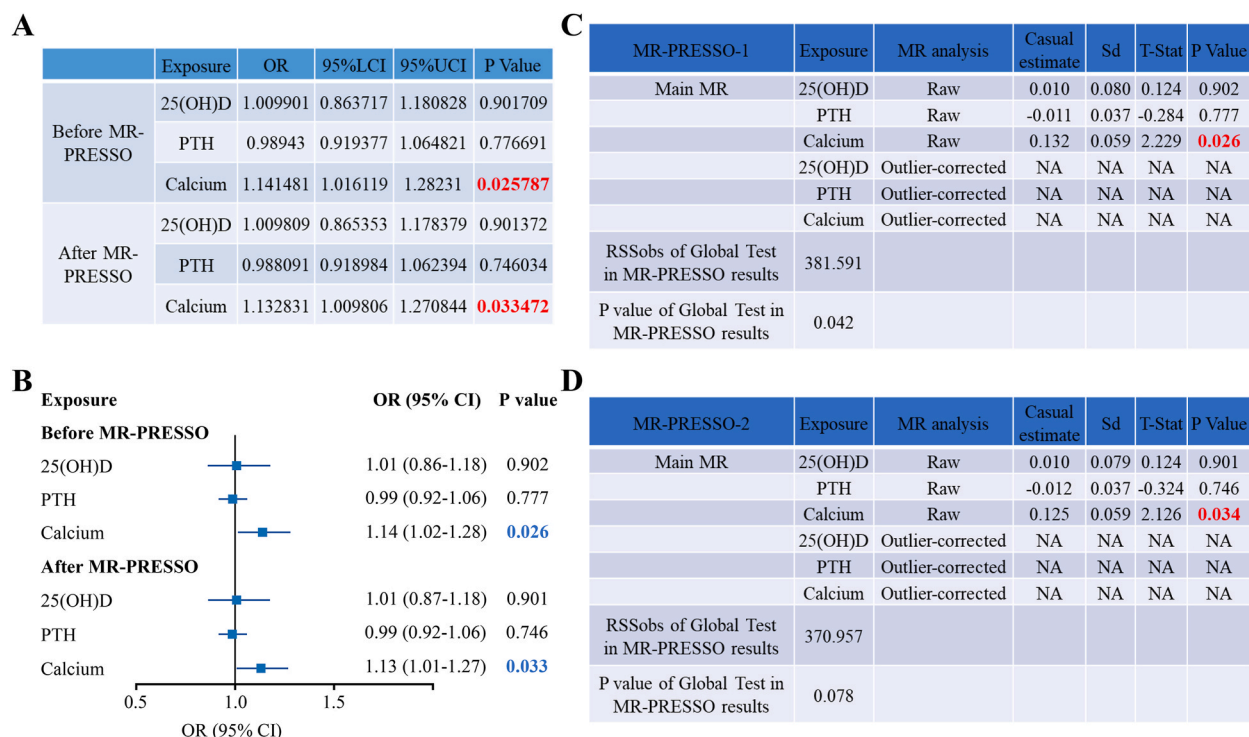 A
Exposure OR 95%LCI 95%UCI P Value
Before MR-
PRESSO
25(OH)D 1.009901 0.863717 1.180828 0.901709
PTH 0.98943 0.919377 1.064821 0.776691
Calcium 1.141481 1.016119 1.28231 0.025787
After MR-
PRESSO
25(OH)D 1.009809 0.865353 1.178379 0.901372
PTH 0.988091 0.918984 1.062394 0.746034
Calcium 1.132831 1.009806 1.270844 0.033472
B
Exposure OR (95% CI) P value
Before MR-PRESSO
25(OH)D 1.01 (0.86-1.18) 0.902
PTH 0.99 (0.92-1.06) 0.777
Calcium 1.14 (1.02-1.28) 0.026
After MR-PRESSO
25(OH)D 1.01 (0.87-1.18) 0.901
PTH 0.99 (0.92-1.06) 0.746
Calcium 1.13 (1.01-1.27) 0.033
0.5 1.0 2.0
OR (95% CI)
C
MR-PRESSO-1 Exposure MR analysis Casual
estimate Sd T-Stat P Value
Main MR 25(OH)D Raw 0.010 0.080 0.124 0.902
PTH Raw -0.011 0.037 -0.284 0.777
Calcium Raw 0.132 0.059 2.229 0.026
25(OH)D Outlier-corrected NA NA NA NA
PTH Outlier-corrected NA NA NA NA
Calcium Outlier-corrected NA NA NA NA
RSSobs of Global Test
in MR-PRESSO results
381.591
P value of Global Test in
MR-PRESSO results
0.042
D
MR-PRESSO-2 Exposure MR analysis Casual
estimate Sd T-Stat P Value
Main MR 25(OH)D Raw 0.010 0.079 0.124 0.901
PTH Raw -0.012 0.037 -0.324 0.746
Calcium Raw 0.125 0.059 2.126 0.034
25(OH)D Outlier-corrected NA NA NA NA
PTH Outlier-corrected NA NA NA NA
Calcium Outlier-corrected NA NA NA NA
RSSobs of Global Test
in MR-PRESSO results
370.957
P value of Global Test in
MR-PRESSO results
0.078